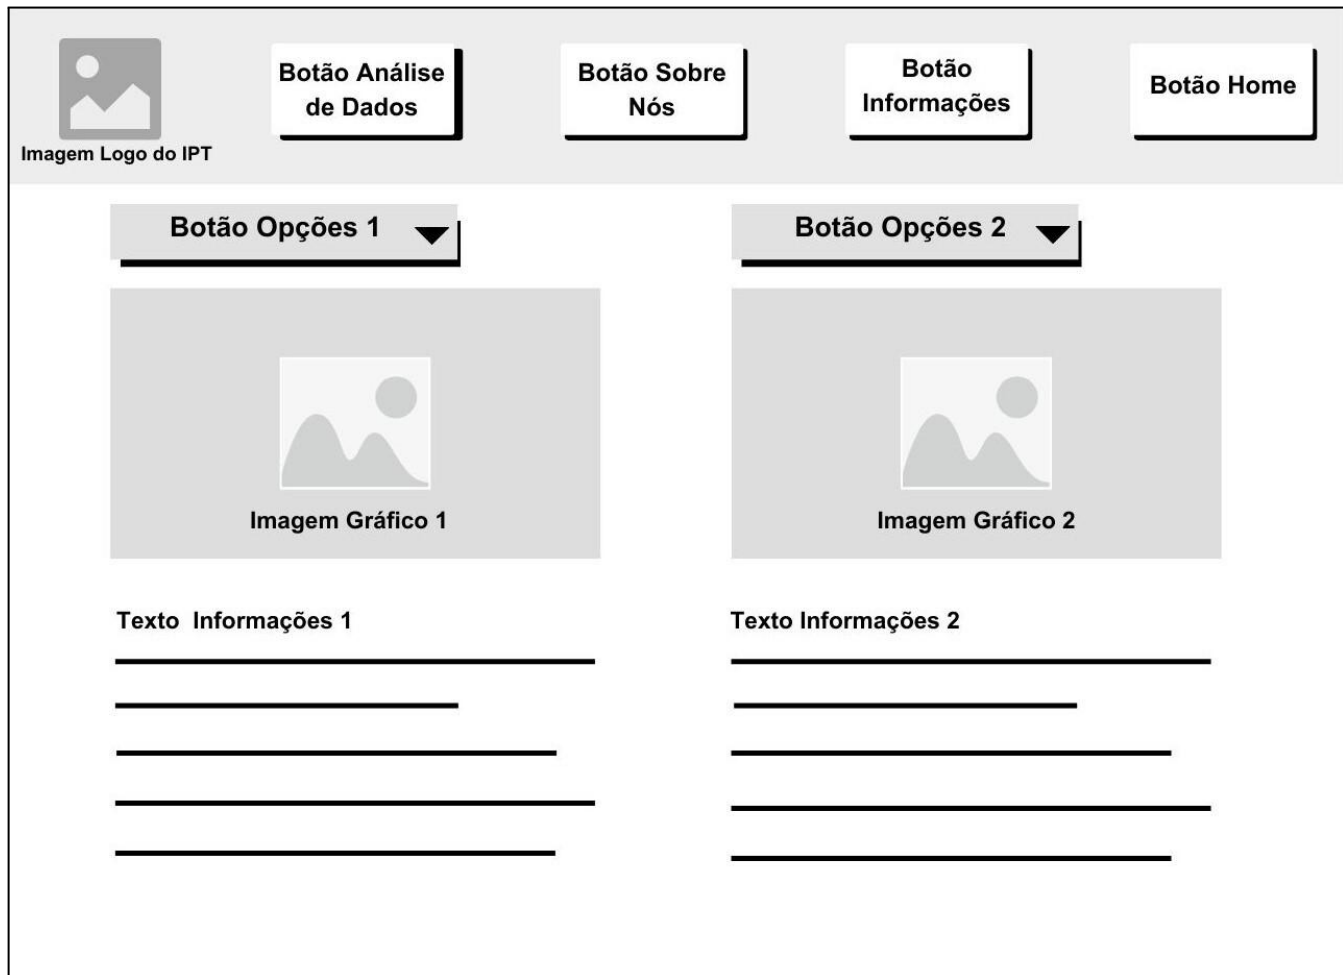 Imagem Logo do IPT
Botão Análise
de Dados
Botão Sobre
Nós
Botão
Informações
Botão Home
Botão Opções 1
Botão Opções 2
Imagem Gráfico 1
Imagem Gráfico 2
Texto  Informações 1
Texto Informações 2